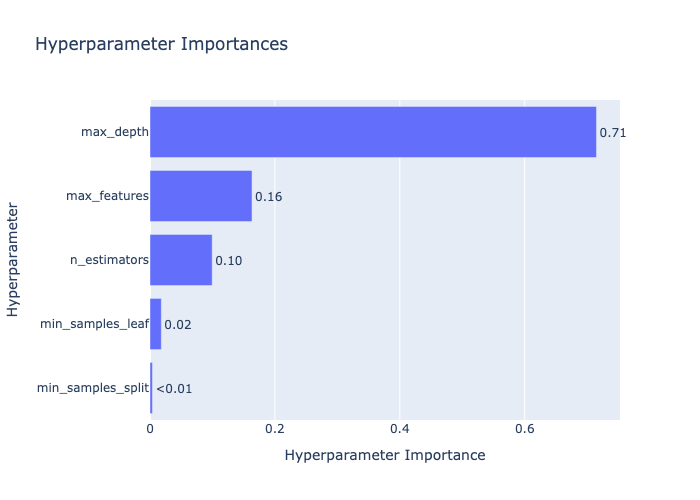 Hyperparameter Importances
Hyperparameter
max_depth 0.71
max_features 0.16
n_estimators 0.10
min_samples_leaf 0.02
min_samples_split <0.01
0 0.2 0.4 0.6
Hyperparameter Importance